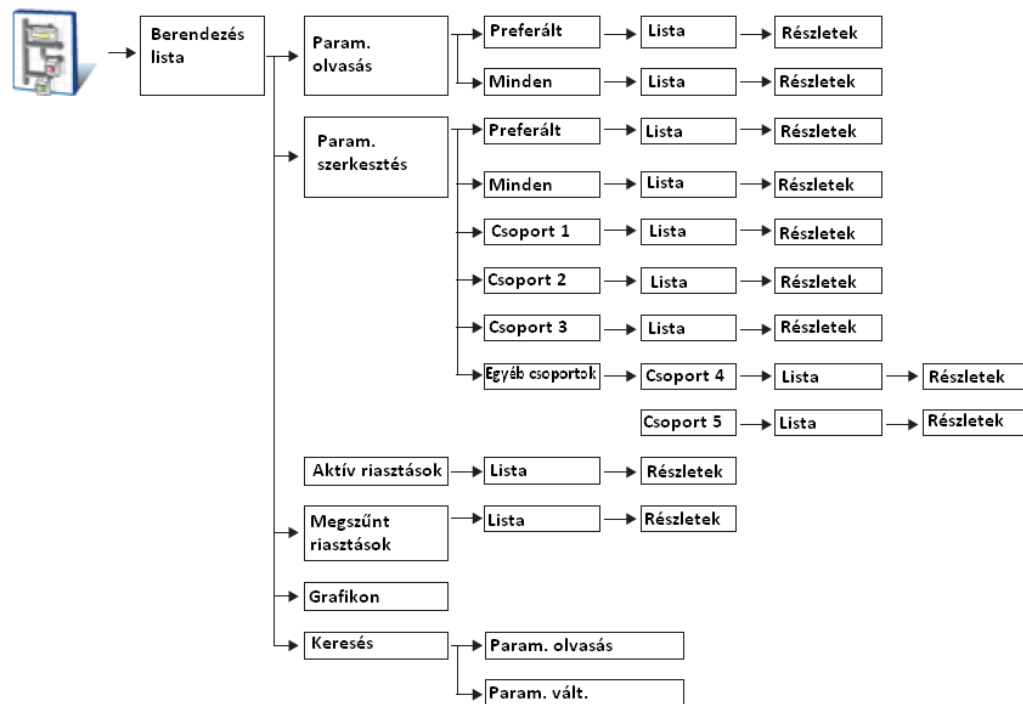 Berendezés
lista
Param.
olvasás
Preferált
Lista
Részletek
Minden
Lista
Részletek
Param.
szerkesztés
Preferált
Lista
Részletek
Minden
Lista
Részletek
Csoport 1
Lista
Részletek
Csoport 2
Lista
Részletek
Csoport 3
Lista
Részletek
Egyéb csoportok
Csoport 4
Lista
Részletek
Csoport 5
Lista
Részletek
Aktív riasztások
Lista
Részletek
Megszűnt
riasztások
Lista
Részletek
Grafikon
Keresés
Param. olvasás
Param. vált.